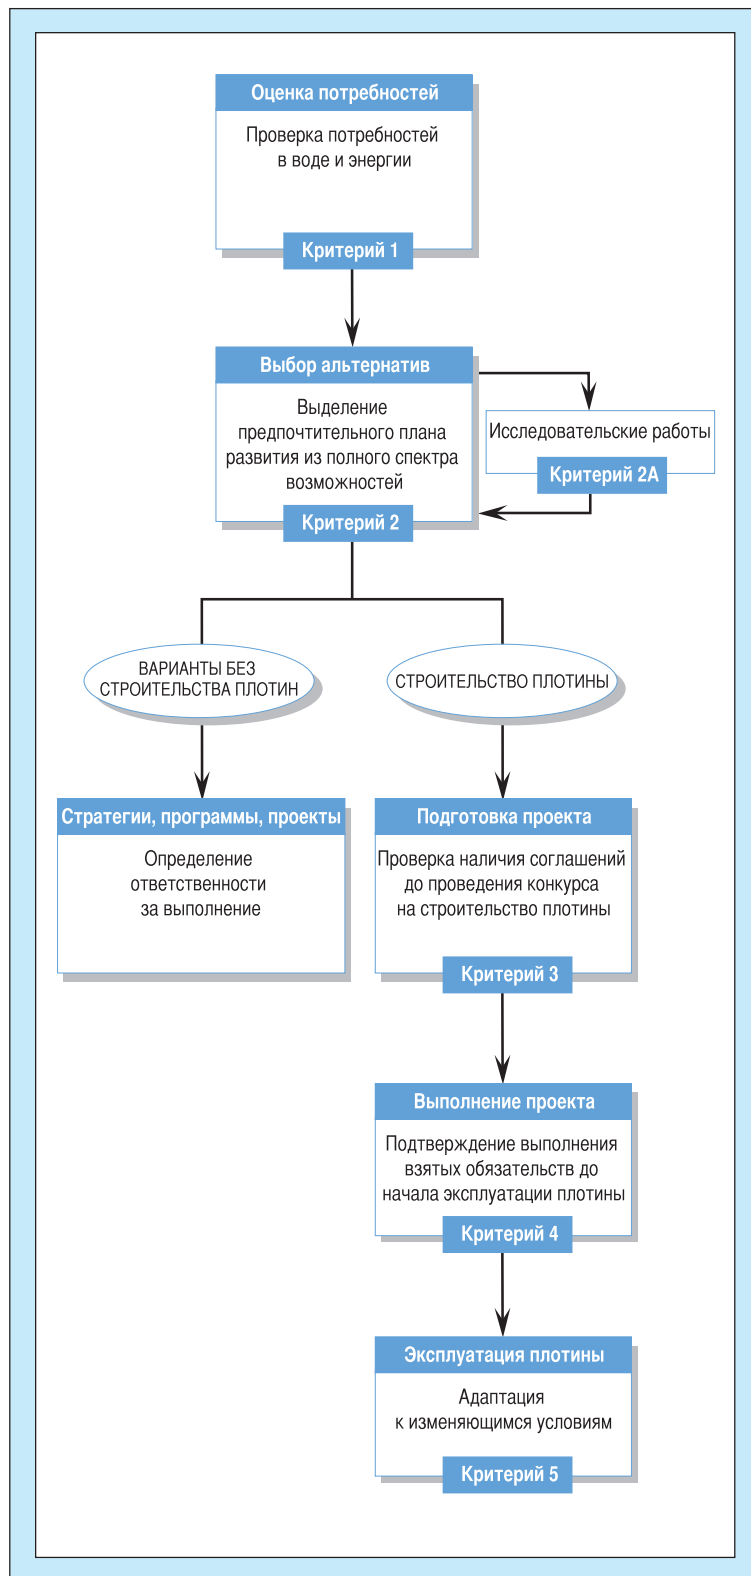 Оценка потребностей
Проверка потребностей
в воде и энергии
Критерий 1
Выбор альтернатив
Выделение
предпочтительного плана
развития из полного спектра
возможностей
Критерий 2
Исследовательские работы
Критерий 2А
ВАРИАНТЫ БЕЗ
СТРОИТЕЛЬСТВА ПЛОТИН
СТРОИТЕЛЬСТВО ПЛОТИНЫ
Стратегии, программы, проекты
Определение
ответственности
за выполнение
Подготовка проекта
Проверка наличия соглашений
до проведения конкурса
на строительство плотины
Критерий 3
Выполнение проекта
Подтверждение выполнения
взятых обязательств до
начала эксплуатации плотины
Критерий 4
Эксплуатация плотины
Адаптация
к изменяющимся условиям
Критерий 5